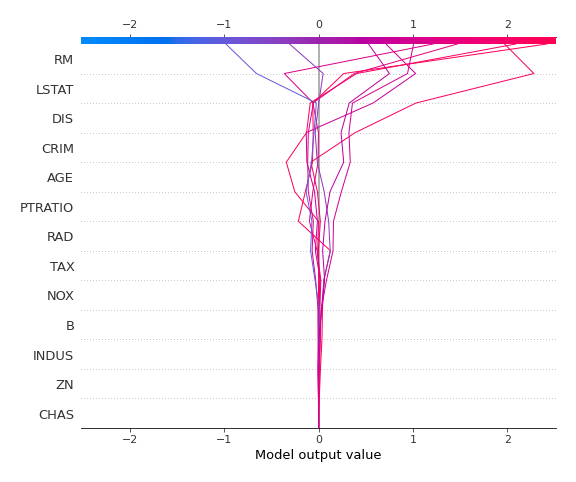 −2 −1 0 1 2
RM
LSTAT
DIS
CRIM
AGE
PTRATIO
RAD
TAX
NOX
B
INDUS
ZN
CHAS
−2 −1 0 1 2
Model output value